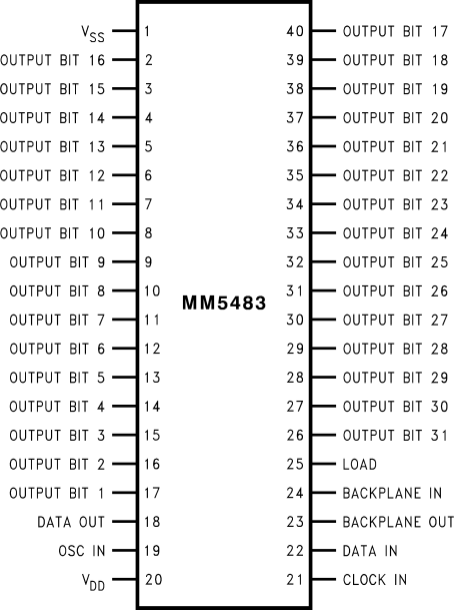 VSS 1 40 OUTPUT BIT 17
OUTPUT BIT 16 2 39 OUTPUT BIT 18
OUTPUT BIT 15 3 38 OUTPUT BIT 19
OUTPUT BIT 14 4 37 OUTPUT BIT 20
OUTPUT BIT 13 5 36 OUTPUT BIT 21
OUTPUT BIT 12 6 35 OUTPUT BIT 22
OUTPUT BIT 11 7 34 OUTPUT BIT 23
OUTPUT BIT 10 8 33 OUTPUT BIT 24
OUTPUT BIT 9 9 32 OUTPUT BIT 25
OUTPUT BIT 8 10 31 OUTPUT BIT 26
MM5483
OUTPUT BIT 7 11 30 OUTPUT BIT 27
OUTPUT BIT 6 12 29 OUTPUT BIT 28
OUTPUT BIT 5 13 28 OUTPUT BIT 29
OUTPUT BIT 4 14 27 OUTPUT BIT 30
OUTPUT BIT 3 15 26 OUTPUT BIT 31
OUTPUT BIT 2 16 25 LOAD
OUTPUT BIT 1 17 24 BACKPLANE IN
DATA OUT 18 23 BACKPLANE OUT
OSC IN 19 22 DATA IN
VDD 20 21 CLOCK IN